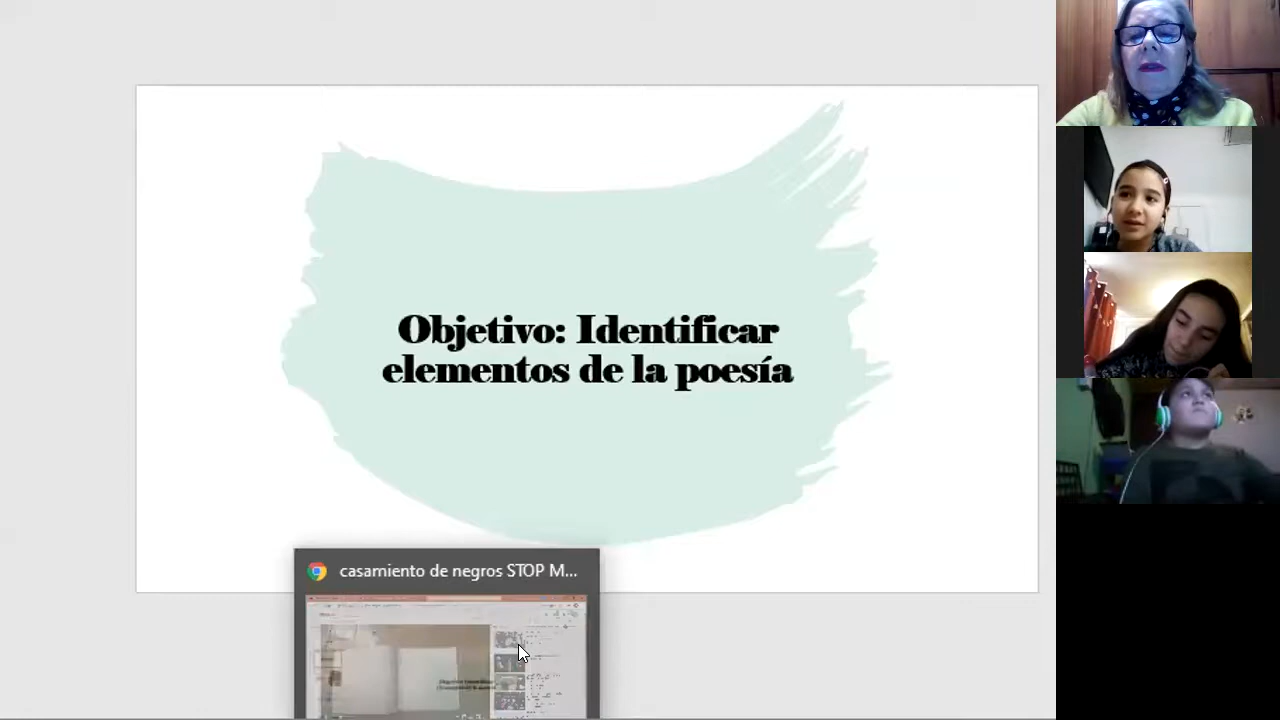 Objetivo: Identificar
elementos de la poesía
casamiento de negros STOP M...